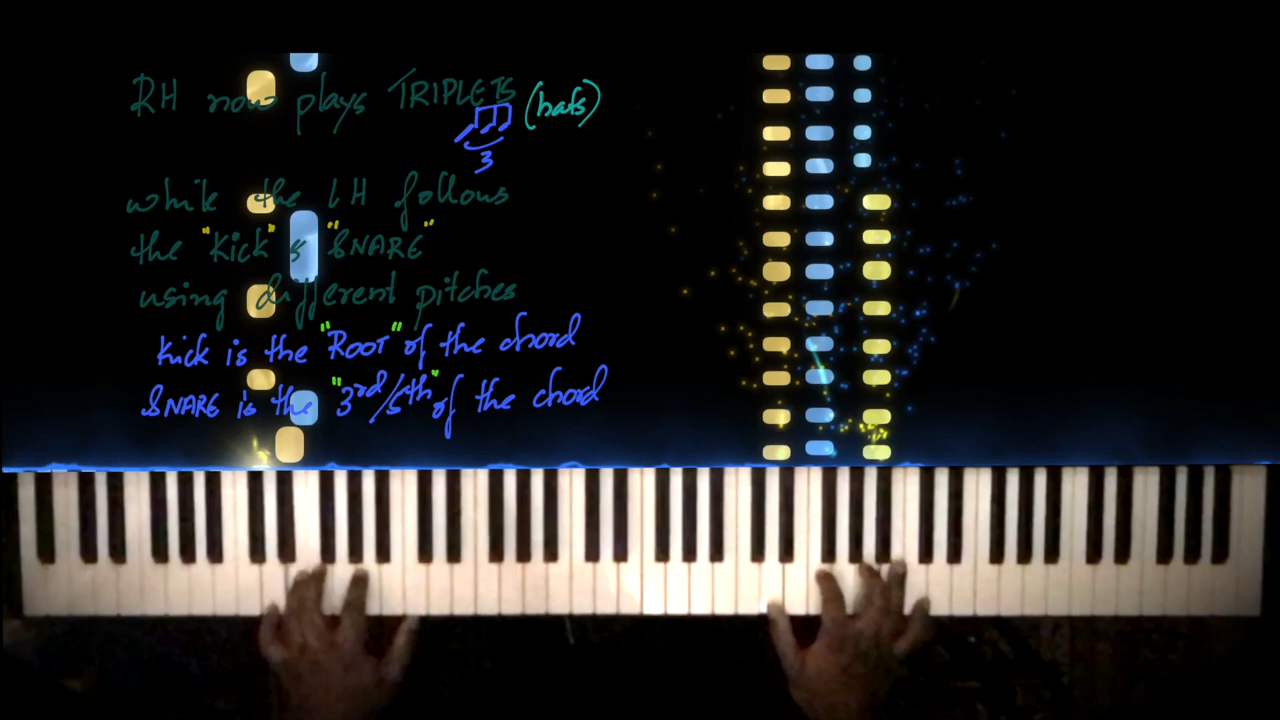 RH now plays TRIPLETS (hats)
3
while the LH follows
the "Kick" & "SNARE"
using different pitches
Kick is the "ROOT" of the chord
SNARE is the "3rd/5th" of the chord